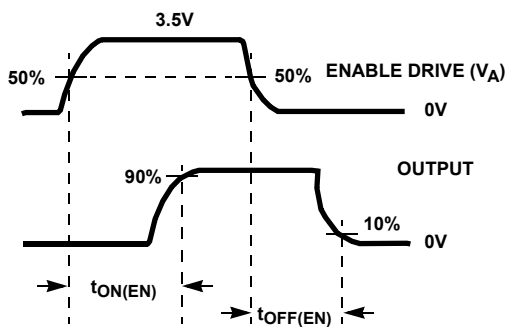 3.5V
50%
50%
ENABLE DRIVE (VA)
0V
OUTPUT
90%
10%
0V
tON(EN)
tOFF(EN)